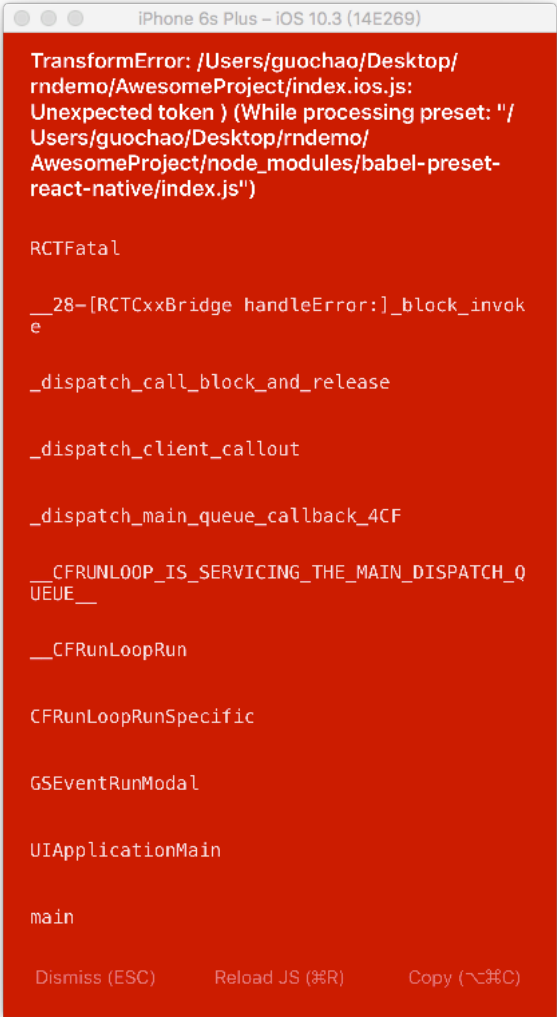 iPhone 6s Plus – iOS 10.3 (14E269)
TransformError: /Users/guochao/Desktop/
rndemo/AwesomeProject/index.ios.js:
Unexpected token ) (While processing preset: "/
Users/guochao/Desktop/rndemo/
AwesomeProject/node_modules/babel-preset-
react-native/index.js")
RCTFatal
__28-[RCTCxxBridge handleError:]_block_invok
e
_dispatch_call_block_and_release
_dispatch_client_callout
_dispatch_main_queue_callback_4CF
__CFRUNLOOP_IS_SERVICING_THE_MAIN_DISPATCH_Q
UEUE__
__CFRunLoopRun
CFRunLoopRunSpecific
GSEventRunModal
UIApplicationMain
main
Dismiss (ESC) Reload JS (⌘R) Copy (⌥⌘C)